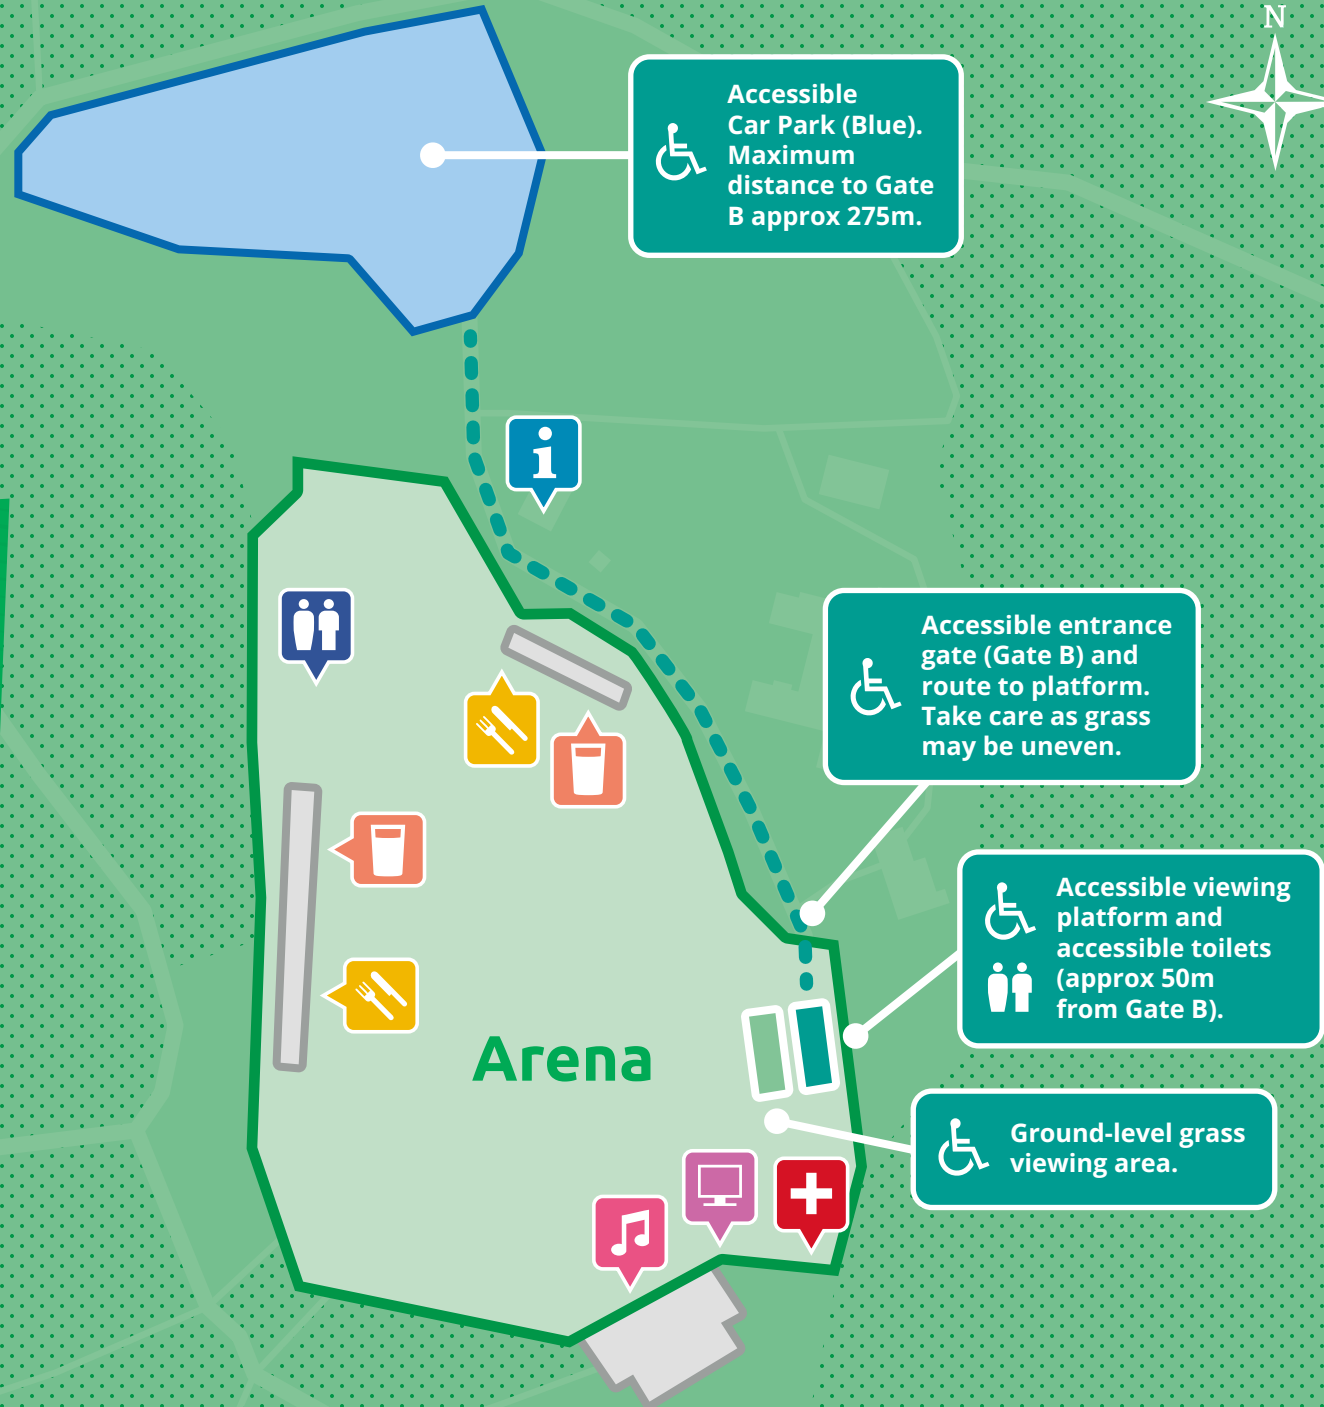 N
Accessible
Car Park (Blue).
Maximum
distance to Gate
B approx 275m.
Accessible entrance
gate (Gate B) and
route to platform.
Take care as grass
may be uneven.
Accessible viewing
platform and
accessible toilets
(approx 50m
from Gate B).
Arena
Ground-level grass
viewing area.